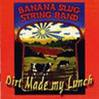 BANANA SLUG
STRING BAND
Dirt Made my Lunch